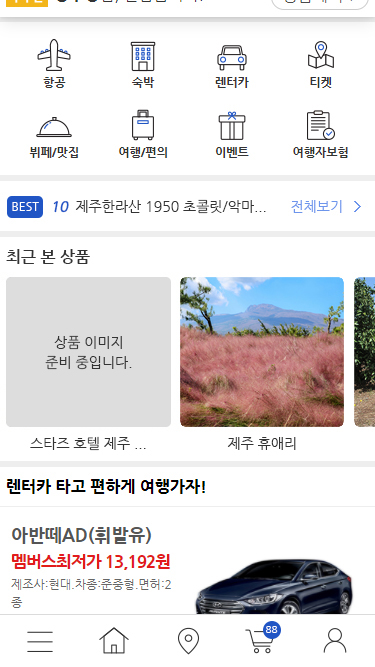 항공
숙박
렌터카
티켓
뷔페/맛집
여행/편의
이벤트
여행자보험
BEST 10 제주한라산 1950 초콜릿/악마... 전체보기
최근 본 상품
상품 이미지
준비 중입니다.
스타즈 호텔 제주 ...
제주 휴애리
렌터카 타고 편하게 여행가자!
아반떼AD(휘발유)
멤버스최저가 13,192원
제조사:현대.차종:준중형.면허:2
종
88